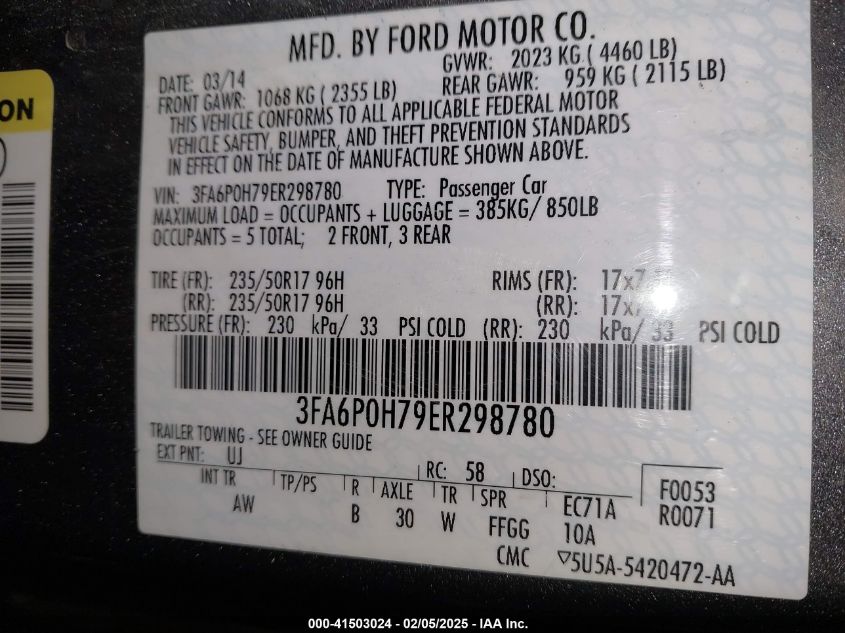 ON
MFD. BY FORD MOTOR CO.
DATE: 03/14 GVWR: 2023 KG ( 4460 LB)
FRONT GAWR: 1068 KG ( 2355 LB) REAR GAWR: 959 KG ( 2115 LB)
THIS VEHICLE CONFORMS TO ALL APPLICABLE FEDERAL MOTOR
VEHICLE SAFETY, BUMPER, AND THEFT PREVENTION STANDARDS
IN EFFECT ON THE DATE OF MANUFACTURE SHOWN ABOVE.
VIN: 3FA6P0H79ER298780 TYPE: Passenger Car
MAXIMUM LOAD = OCCUPANTS + LUGGAGE = 385KG/ 850LB
OCCUPANTS = 5 TOTAL; 2 FRONT, 3 REAR
TIRE (FR): 235/50R17 96H RIMS (FR):
(RR): 235/50R17 96H (RR):
PRESSURE (FR): 230 kPa/ 33 PSI COLD (RR): 230 kPa/ 33 PSI COLD
3FA6P0H79ER298780
TRAILER TOWING - SEE OWNER GUIDE
EXT PNT: UJ RC: 58 DSO:
INT TR TP/PS R AXLE TR SPR EC71A F0053
AW B 30 W FFGG 10A R0071
CMC ▽5U5A-5420472-AA
000-41503024 - 02/05/2025 - IAA Inc.